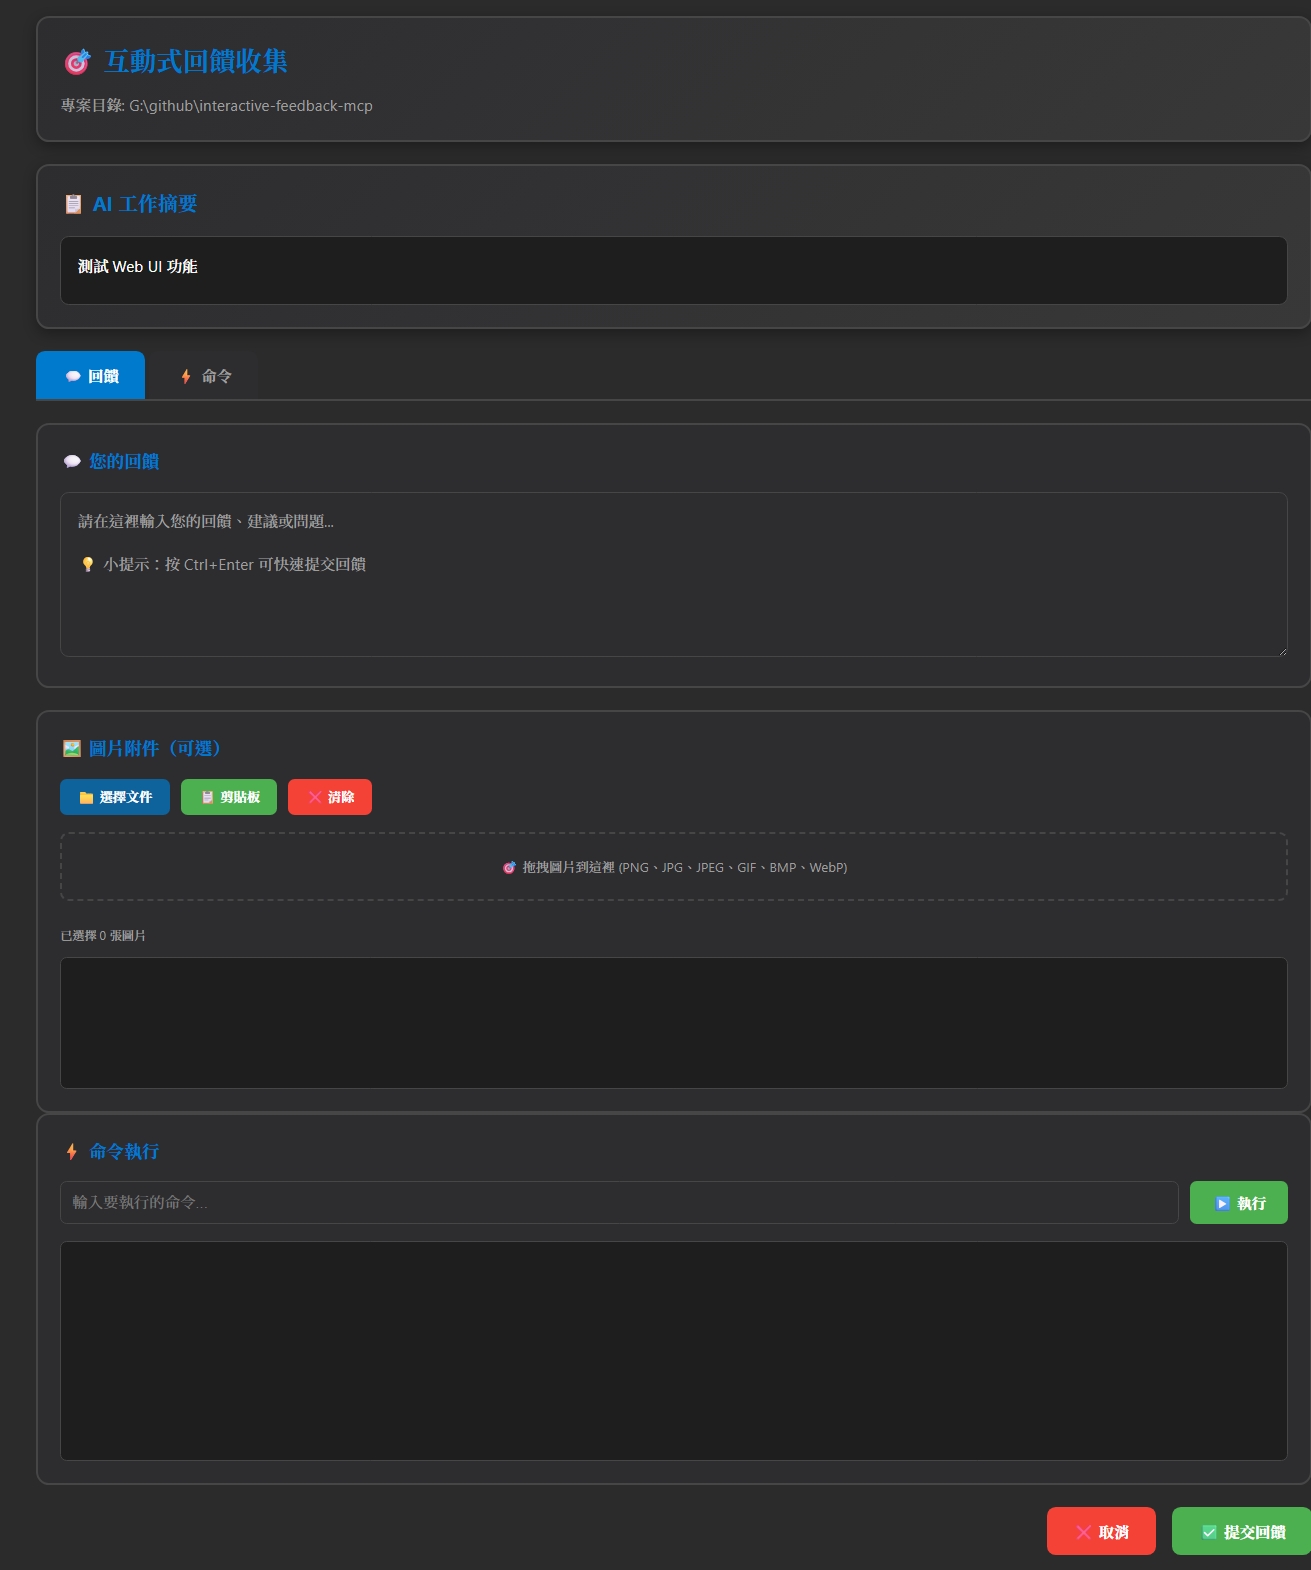 互動式回饋收集
專案目錄: G:\github\interactive-feedback-mcp
AI 工作摘要
測試 Web UI 功能
回饋
命令
您的回饋
請在這裡輸入您的回饋、建議或問題...
小提示：按 Ctrl+Enter 可快速提交回饋
圖片附件（可選）
選擇文件
剪貼板
清除
拖拽圖片到這裡 (PNG、JPG、JPEG、GIF、BMP、WebP)
已選擇 0 張圖片
命令執行
輸入要執行的命令...
執行
取消
提交回饋